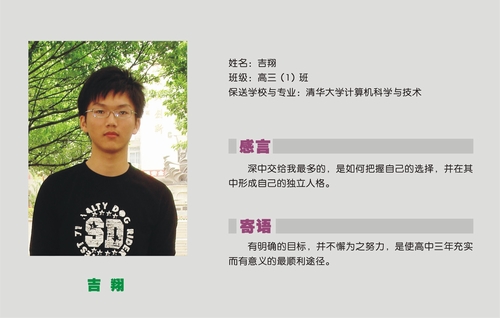 姓名：吉翔
班级：高三（1）班
保送学校与专业：清华大学计算机科学与技术
感言
深中交给我最多的，是如何把握自己的选择，并在其
中形成自己的独立人格。
寄语
有明确的目标，并不懈为之努力，是使高中三年充实
而有意义的最顺利途径。
SALTY DOG RIDER
SD
吉 翔